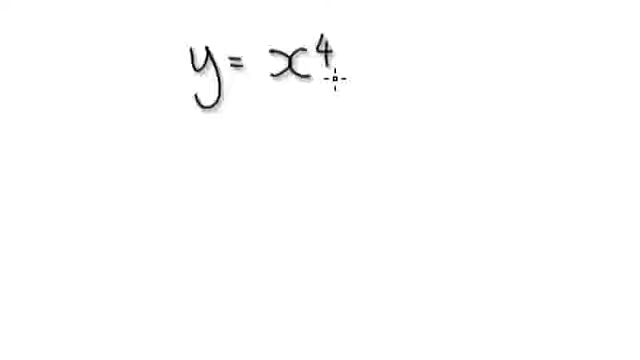 y = x⁴